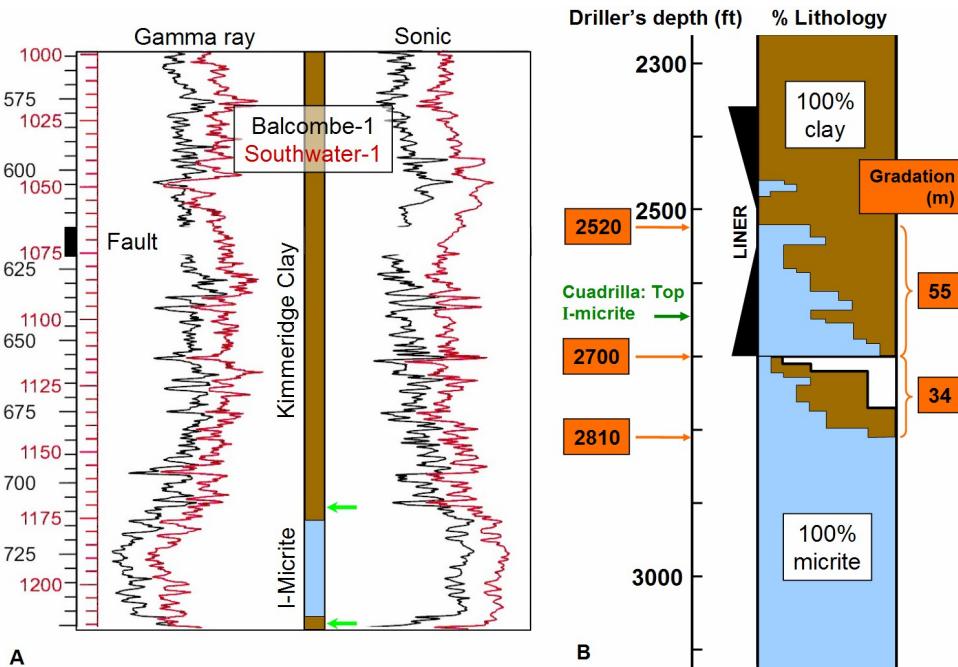 Gamma ray
Sonic
1000
575
1025
600
1050
1075
625
1100
650
1125
675
1150
700
1175
725
1200
Balcombe-1
Southwater-1
Fault
Kimmeridge Clay
I-Micrite
A
Driller's depth (ft)
% Lithology
2300
2500
3000
100%
clay
Gradation
(m)
2520
LINER
Cuadrilla: Top
I-micrite
55
2700
34
2810
100%
micrite
B